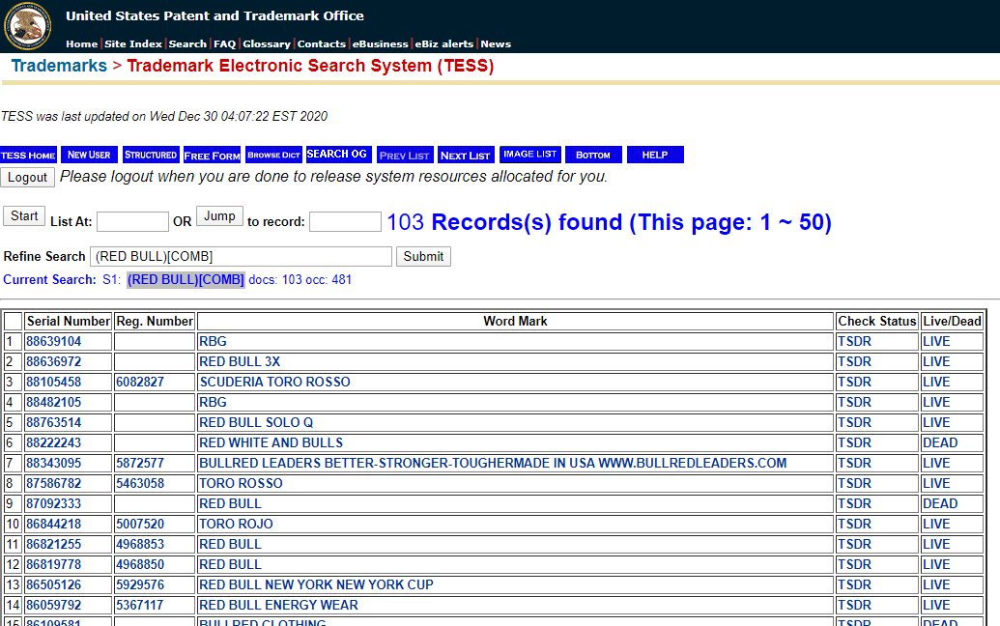 United States Patent and Trademark Office
Home | Site Index | Search | FAQ | Glossary | Contacts | eBusiness | eBiz alerts | News
Trademarks > Trademark Electronic Search System (TESS)
TESS was last updated on Wed Dec 30 04:07:22 EST 2020
TESS HOME NEW USER STRUCTURED FREE FORM BROWSE DICT SEARCH OG PREV LIST NEXT LIST IMAGE LIST BOTTOM HELP
Logout Please logout when you are done to release system resources allocated for you.
Start List At: OR Jump to record: 103 Records(s) found (This page: 1 ~ 50)
Refine Search (RED BULL)[COMB] Submit
Current Search: S1: (RED BULL)[COMB] docs: 103 occ: 481
Serial Number Reg. Number Word Mark Check Status Live/Dead
1 88639104 RBG TSDR LIVE
2 88636972 RED BULL 3X TSDR LIVE
3 88105458 6082827 SCUDERIA TORO ROSSO TSDR LIVE
4 88482105 RBG TSDR LIVE
5 88763514 RED BULL SOLO Q TSDR LIVE
6 88222243 RED WHITE AND BULLS TSDR DEAD
7 88343095 5872577 BULLRED LEADERS BETTER-STRONGER-TOUGHERMADE IN USA WWW.BULLREDLEADERS.COM TSDR LIVE
8 87586782 5463058 TORO ROSSO TSDR LIVE
9 87092333 RED BULL TSDR DEAD
10 86844218 5007520 TORO ROJO TSDR LIVE
11 86821255 4968853 RED BULL TSDR LIVE
12 86819778 4968850 RED BULL TSDR LIVE
13 86505126 5929576 RED BULL NEW YORK NEW YORK CUP TSDR LIVE
14 86059792 5367117 RED BULL ENERGY WEAR TSDR LIVE
15 86109581 BULLRED CLOTHING TSDR DEAD